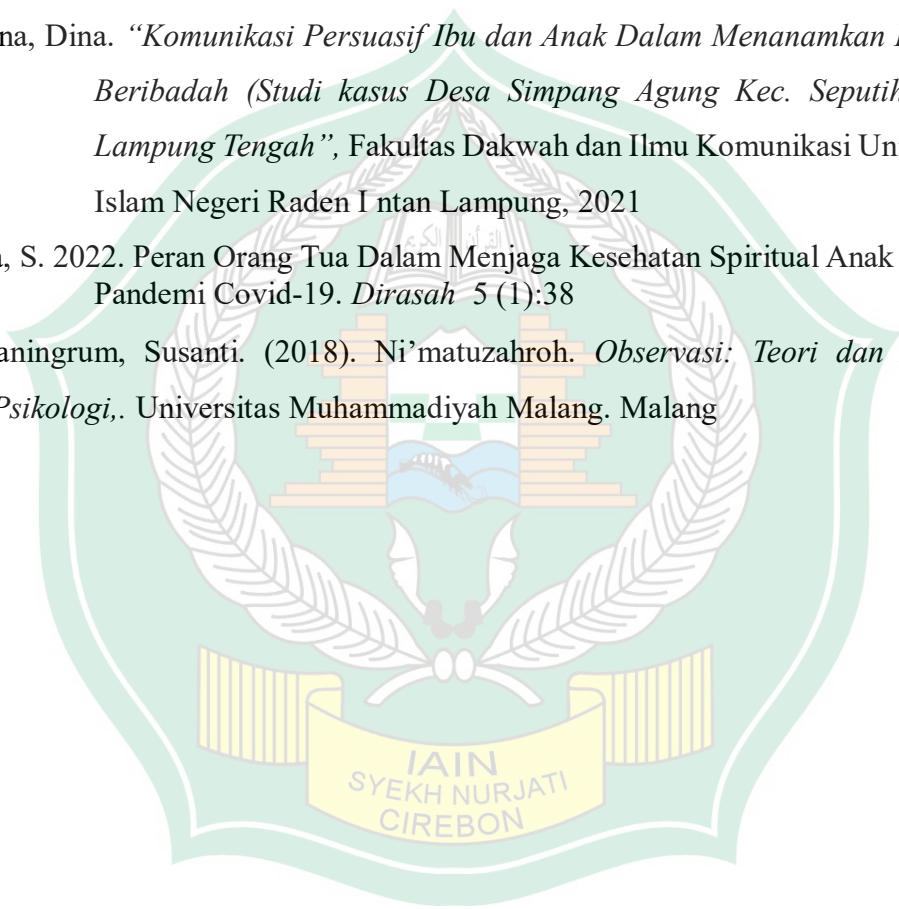 na, Dina. “Komunikasi Persuasif Ibu dan Anak Dalam Menanamkan
Beribadah (Studi kasus Desa Simpang Agung Kec. Seputih
Lampung Tengah”, Fakultas Dakwah dan Ilmu Komunikasi Un
Islam Negeri Raden I ntan Lampung, 2021
, S. 2022. Peran Orang Tua Dalam Menjaga Kesehatan Spiritual Anak
Pandemi Covid-19. Dirasah 5 (1):38
aningrum, Susanti. (2018). Ni’matuzahroh. Observasi: Teori dan
Psikologi,. Universitas Muhammadiyah Malang. Malang
IAIN
SYEKH NURJATI
CIREBON